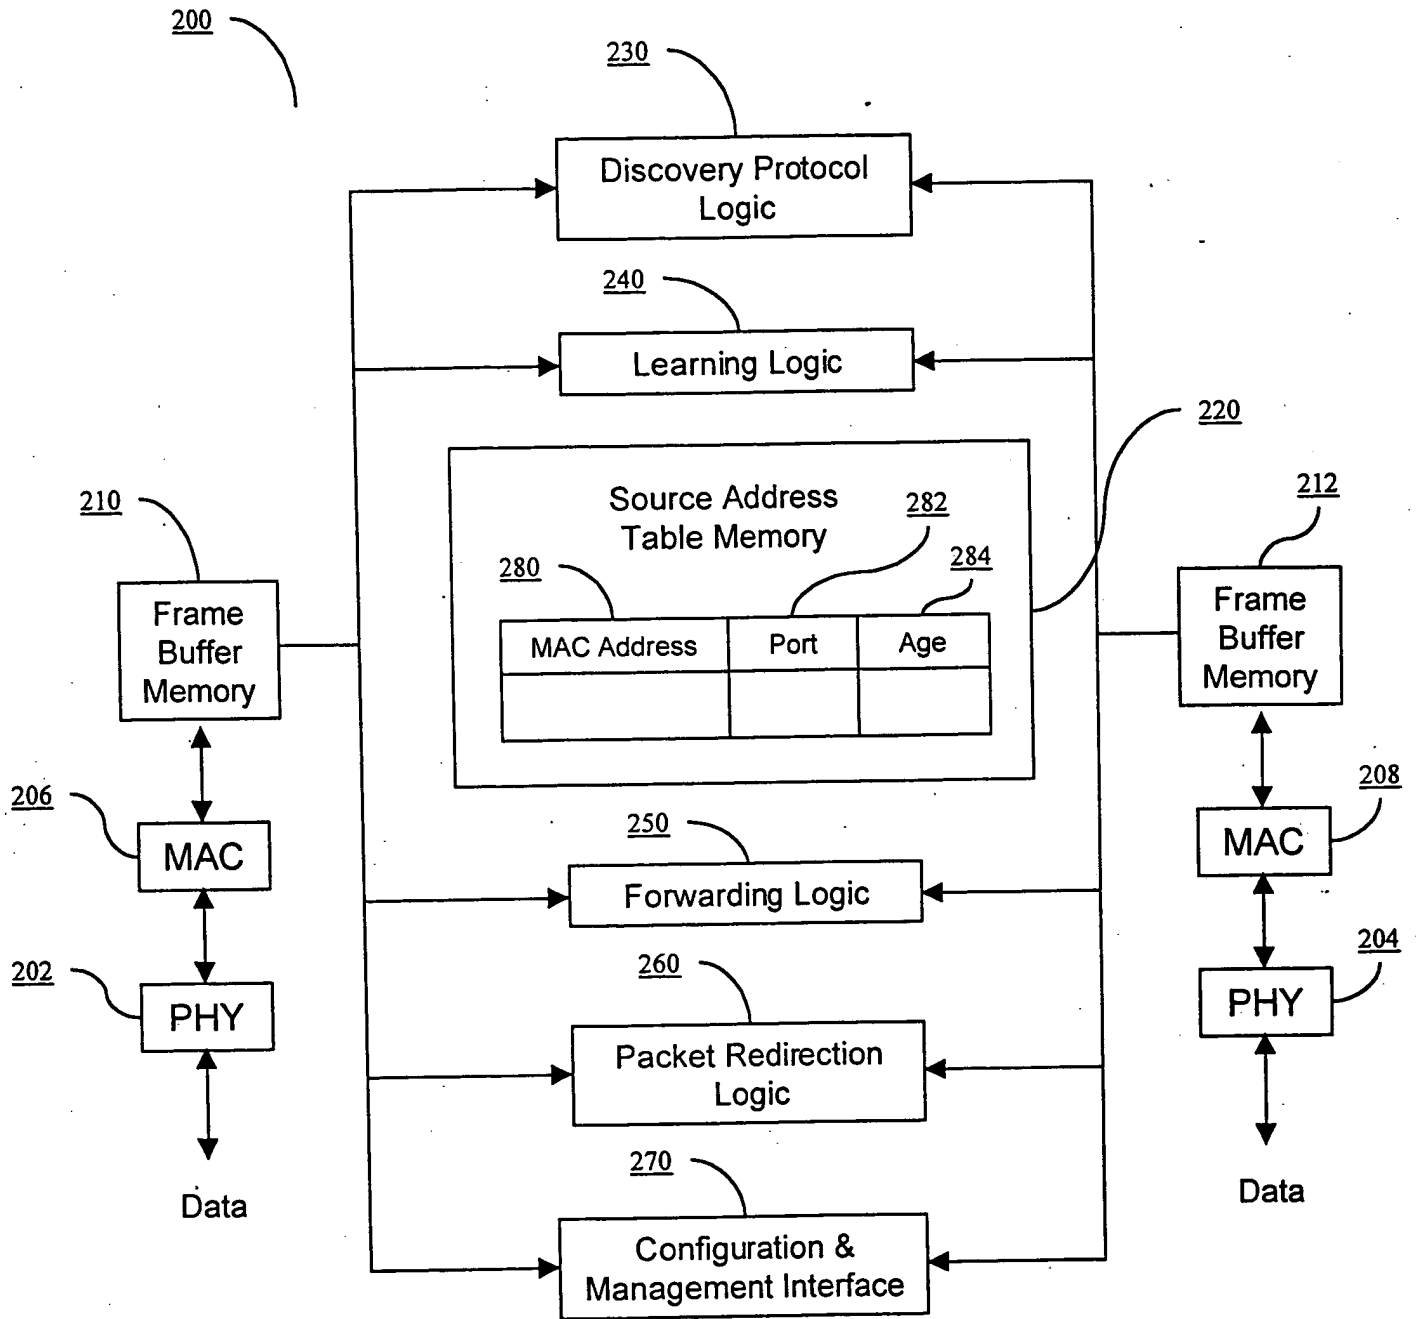 200
230
Discovery Protocol
Logic
240
Learning Logic
220
Source Address
Table Memory
280
282
284
MAC Address Port Age
210
Frame
Buffer
Memory
212
Frame
Buffer
Memory
206
MAC
208
MAC
250
Forwarding Logic
202
PHY
204
PHY
260
Packet Redirection
Logic
Data
Data
270
Configuration &
Management Interface